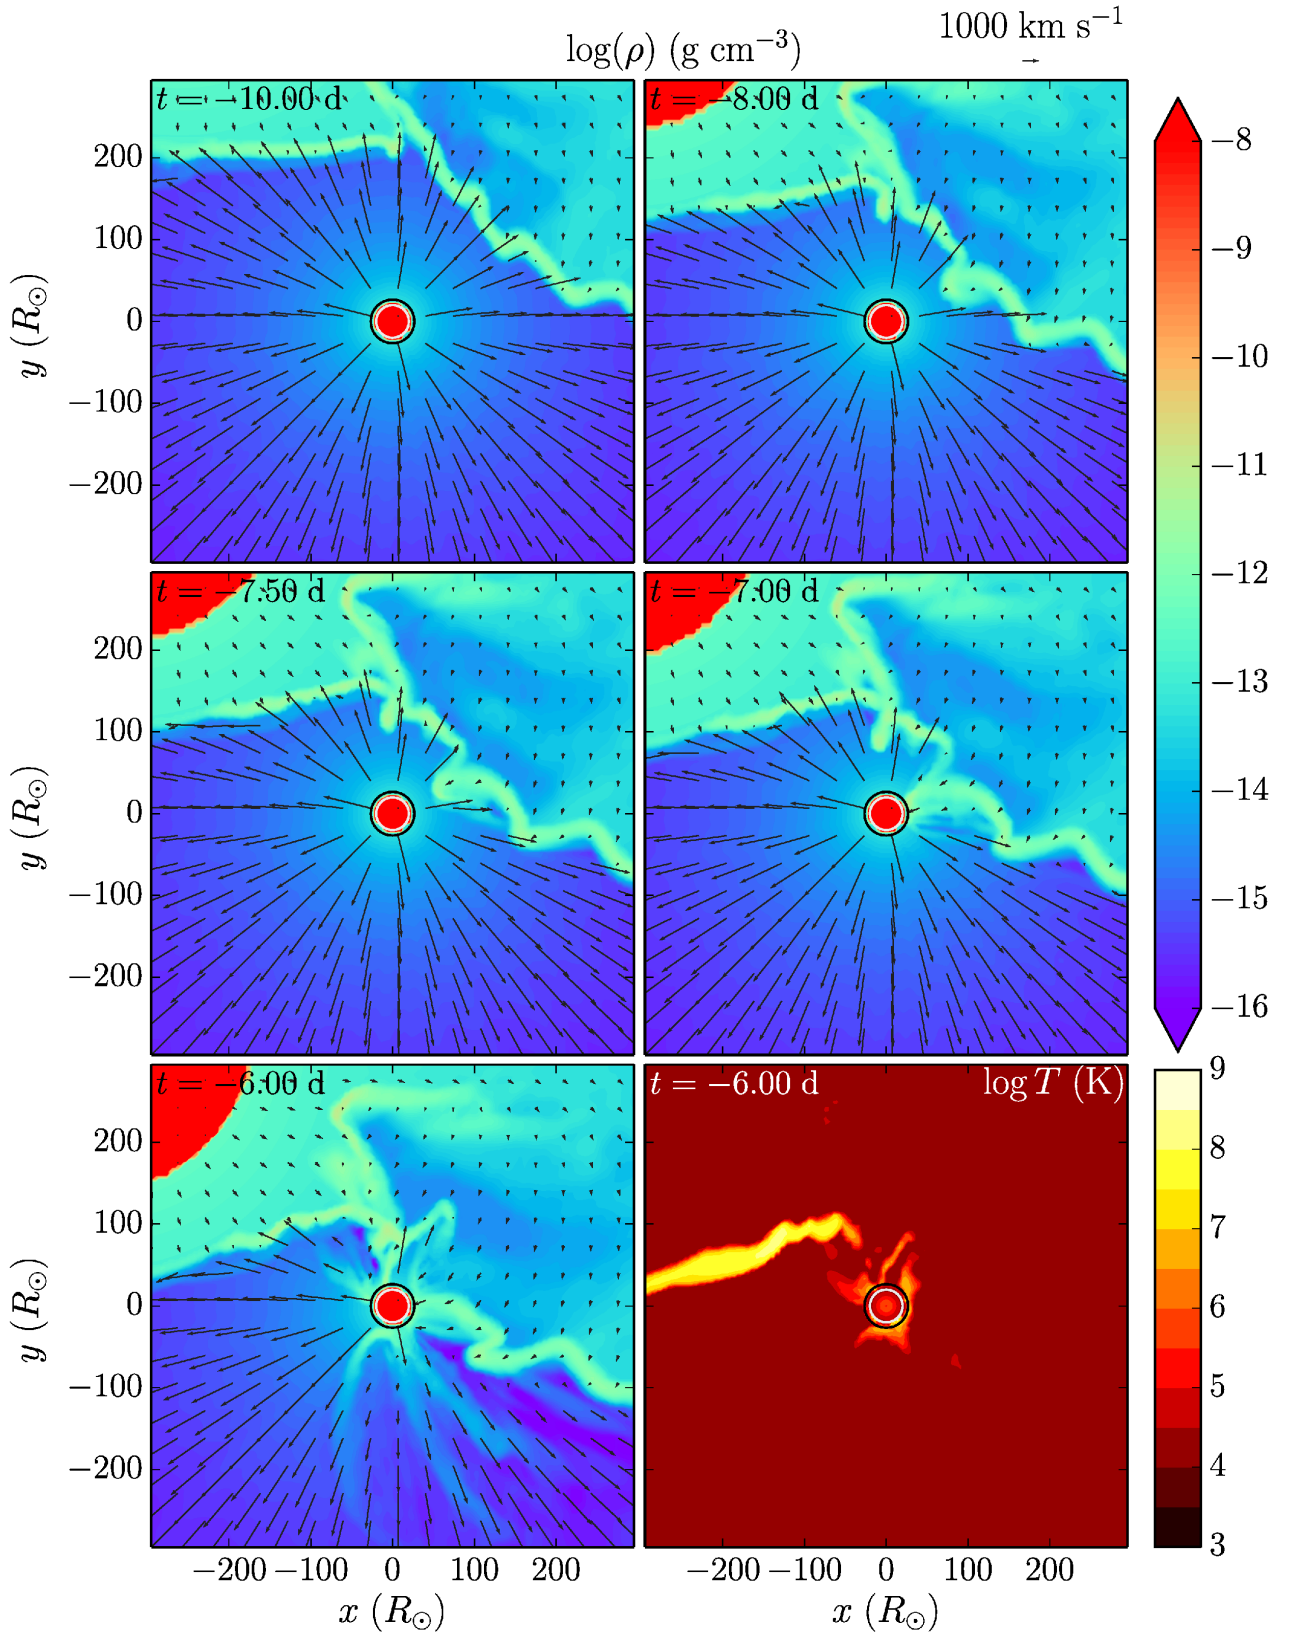 log(ρ) (g cm⁻³)
1000 km s⁻¹
t = −10.00 d
t = −8.00 d
200
100
0
−100
−200
y (R⊙)
t = −7.50 d
t = −7.00 d
200
100
0
−100
−200
y (R⊙)
−8
−9
−10
−11
−12
−13
−14
−15
−16
t = −6.00 d
t = −6.00 d
log T (K)
200
100
0
−100
−200
y (R⊙)
9
8
7
6
5
4
3
−200 −100 0 100 200
−200 −100 0 100 200
x (R⊙)
x (R⊙)